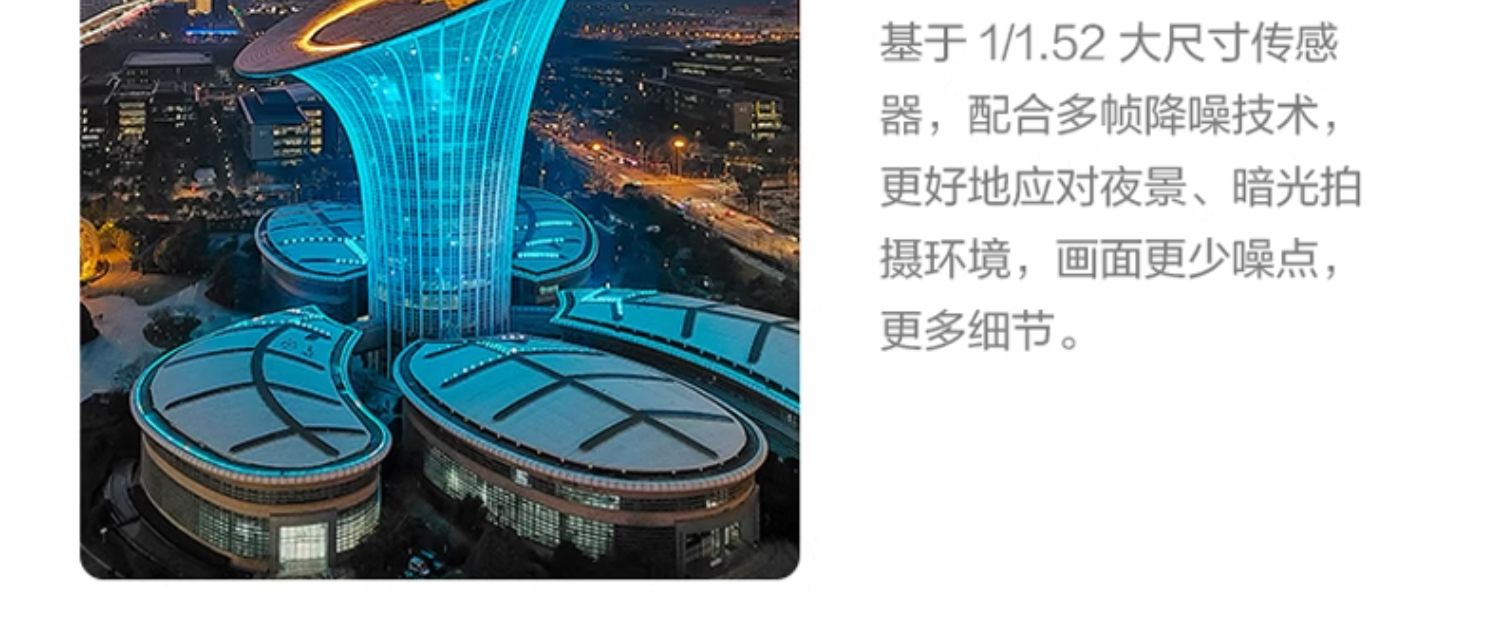 基于 1/1.52 大尺寸传感
器，配合多帧降噪技术，
更好地应对夜景、暗光拍
摄环境，画面更少噪点，
更多细节。